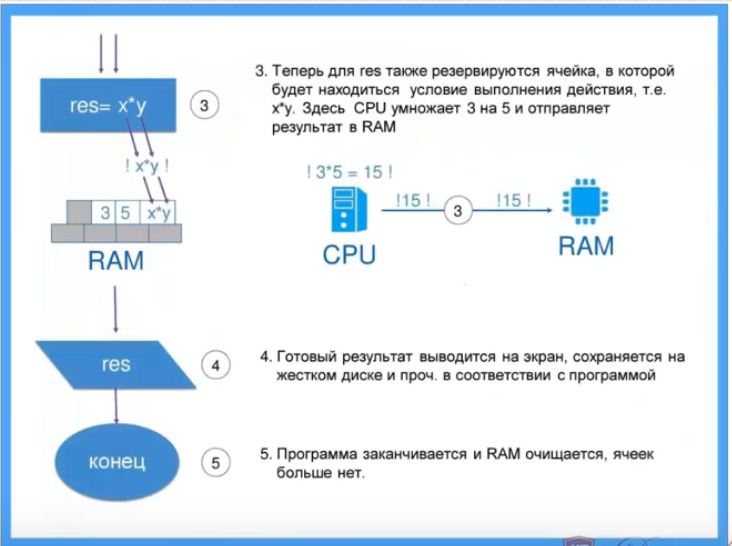 res= x*y
3
3. Теперь для res также резервируются ячейка, в которой
будет находиться условие выполнения действия, т.е.
x*y. Здесь CPU умножает 3 на 5 и отправляет
результат в RAM
! x*y !
3 5 x*y
RAM
! 3*5 = 15 !
!15 !
3
!15 !
CPU
RAM
res
4
4. Готовый результат выводится на экран, сохраняется на
жестком диске и проч. в соответствии с программой
конец
5
5. Программа заканчивается и RAM очищается, ячеек
больше нет.